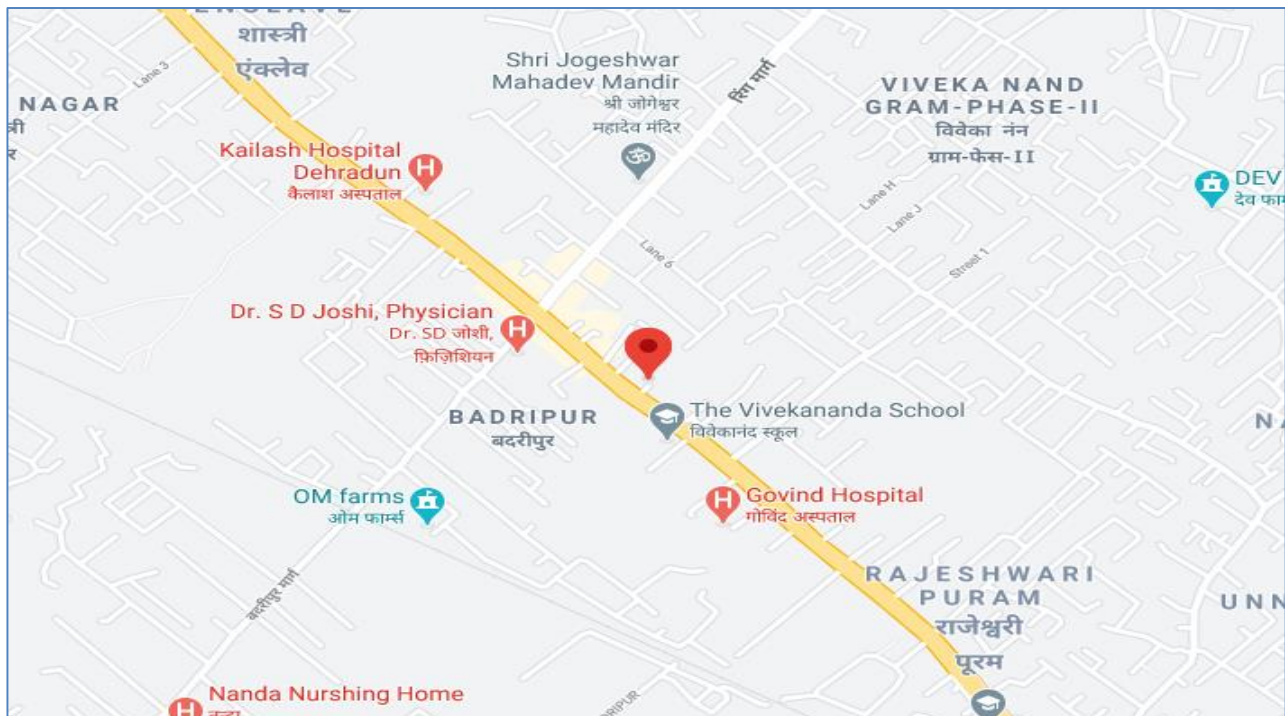 ENCLAVE
शास्त्री
एंक्लेव
Lane 3
NAGAR
Shri Jogeshwar
Mahadev Mandir
श्री जोगेश्वर
महादेव मंदिर
रिंग मार्ग
VIVEKA NAND
GRAM-PHASE-II
विवेका नंन
ग्राम-फेस-II
Kailash Hospital
Dehradun
कैलाश अस्पताल
Lane H
Lane J
DEV
देव फार्म
Lane 6
Street 1
Dr. S D Joshi, Physician
Dr. SD जोशी,
फ़िज़िशियन
BADRIPUR
बदरीपुर
The Vivekananda School
विवेकानंद स्कूल
OM farms
ओम फार्म्स
Govind Hospital
गोविंद अस्पताल
RAJESHWARI
PURAM
राजेश्वरी
पूरम
बदरीपुर मार्ग
UNN
Nanda Nurshing Home